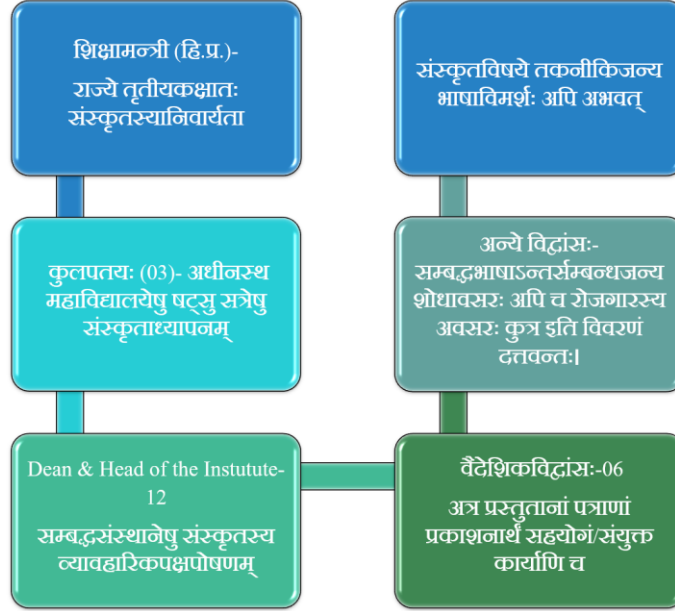 शिक्षामन्त्री (हि.प्र.)-
राज्ये तृतीयकक्षातः
संस्कृतस्यानिवार्यता
कुलपतयः (03)- अधीनस्थ
महाविद्यालयेषु षट्सु सत्रेषु
संस्कृताध्यापनम्
Dean & Head of the Instutute-
12
सम्बद्धसंस्थानेषु संस्कृतस्य
व्यावहारिकपक्षपोषणम्
वैदेशिकविद्वांसः-06
अत्र प्रस्तुतानां पत्राणां
प्रकाशनार्थं सहयोगं/संयुक्त
कार्याणि च
अन्ये विद्वांसः-
सम्बद्धभाषाऽन्तर्सम्बन्धजन्य
शोधावसरः अपि च रोजगारस्य
अवसरः कुत्र इति विवरणं
दत्तवन्तः।
संस्कृतविषये तकनीकिजन्य
भाषाविमर्शः अपि अभवत्